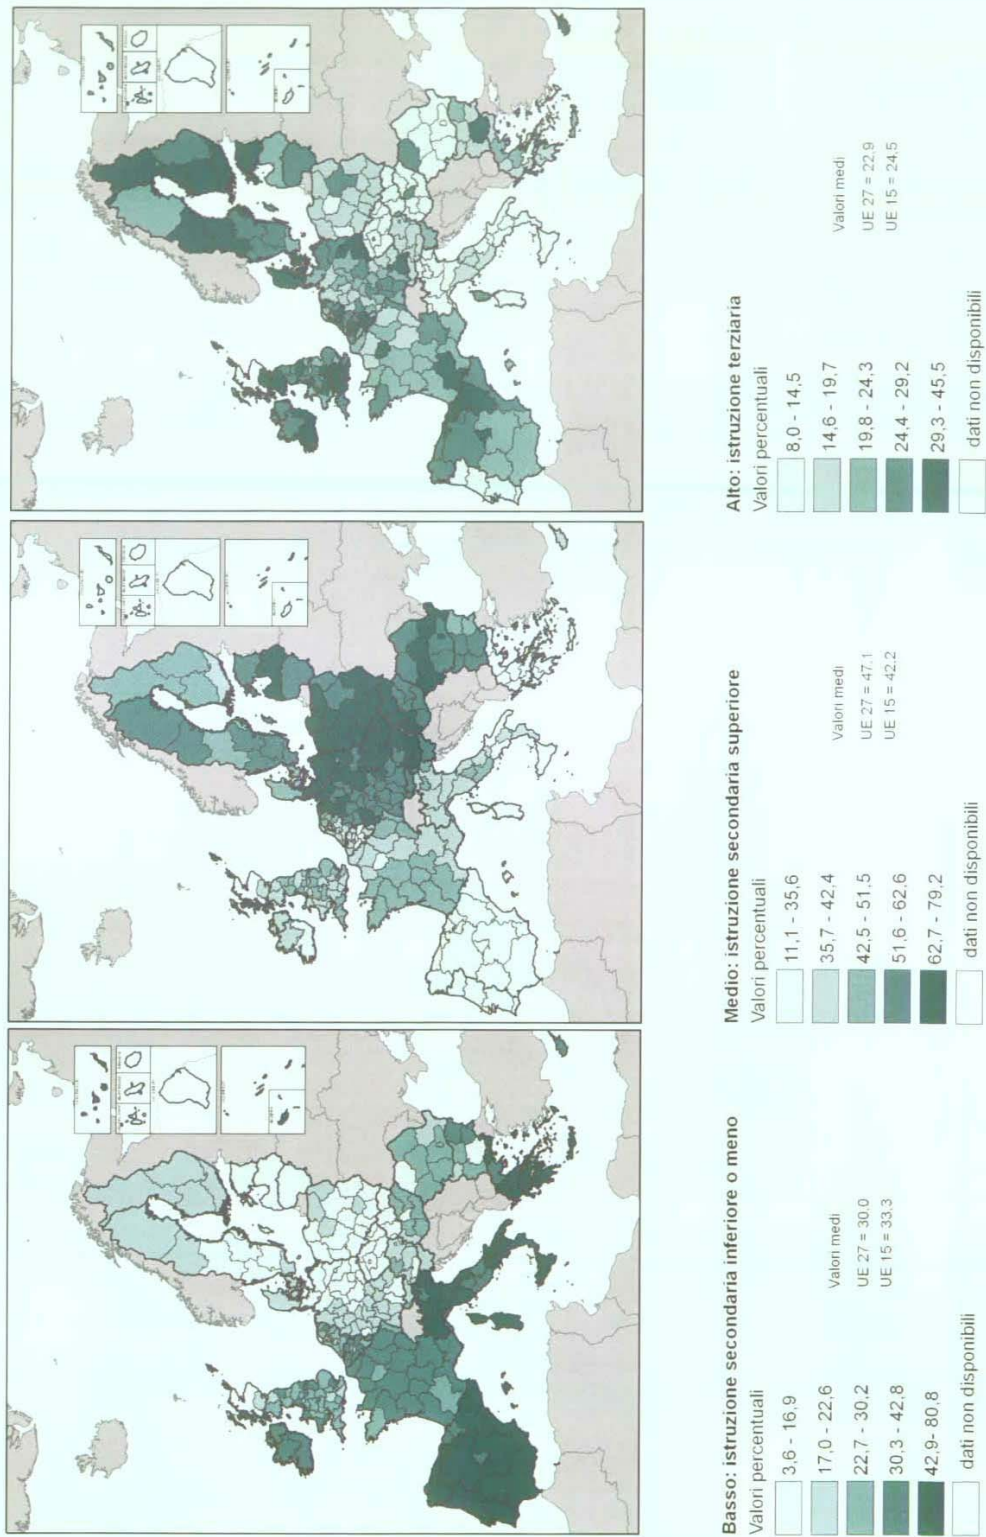 Basso: istruzione secondaria inferiore o meno
Valori percentuali
3,6 - 16,9
17,0 - 22,6
22,7 - 30,2
30,3 - 42,8
42,9- 80,8
dati non disponibili
Valori medi
UE 27 = 30.0
UE 15 = 33.3
Medio: istruzione secondaria superiore
Valori percentuali
11,1 - 35,6
35,7 - 42,4
42,5 - 51,5
51,6 - 62,6
62,7 - 79,2
dati non disponibili
Valori medi
UE 27 = 47.1
UE 15 = 42.2
Alto: istruzione terziaria
Valori percentuali
8,0 - 14,5
14,6 - 19,7
19,8 - 24,3
24,4 - 29,2
29,3 - 45,5
dati non disponibili
Valori medi
UE 27 = 22,9
UE 15 = 24,5